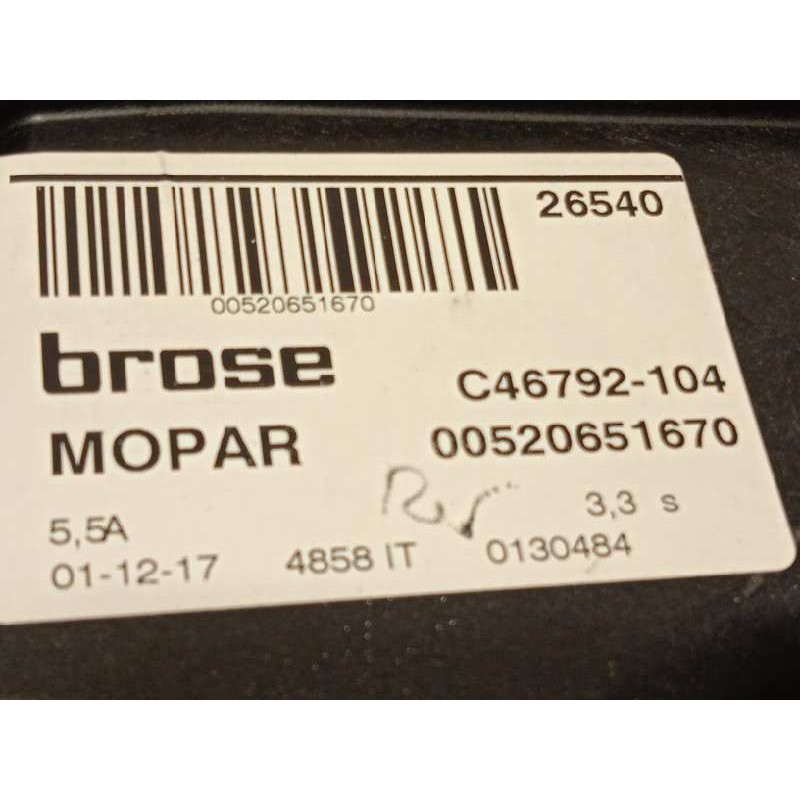 26540
00520651670
brose
C46792-104
MOPAR
00520651670
5,5A
3,3 s
01-12-17
4858 IT
0130484